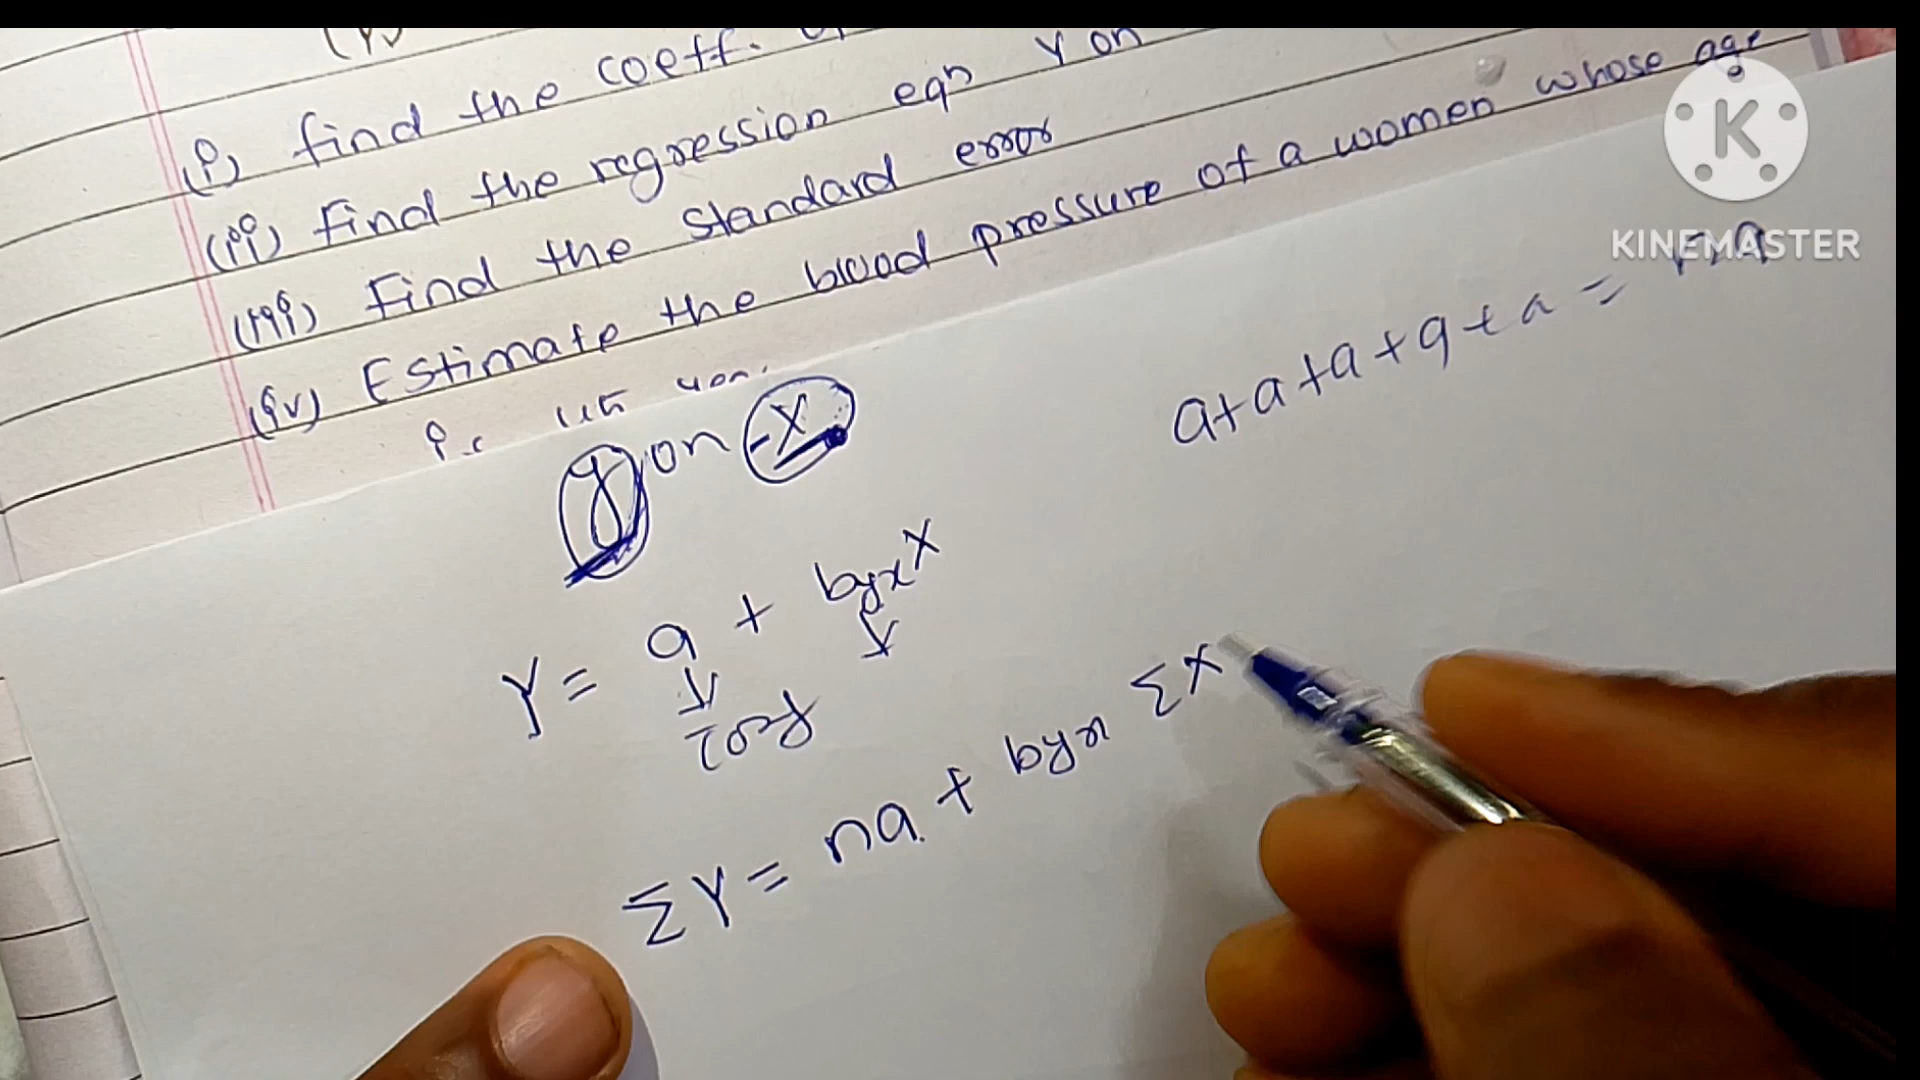 (i) find the coeff.
(ii) Find the regression eqn Y on
(iii) Find the standard error
(iv) Estimate the blood pressure of a women whose age
y on x
K
KINEMASTER
a+a+a+a+a = na
Y = a + byx X
ΣY = na + byx ΣX